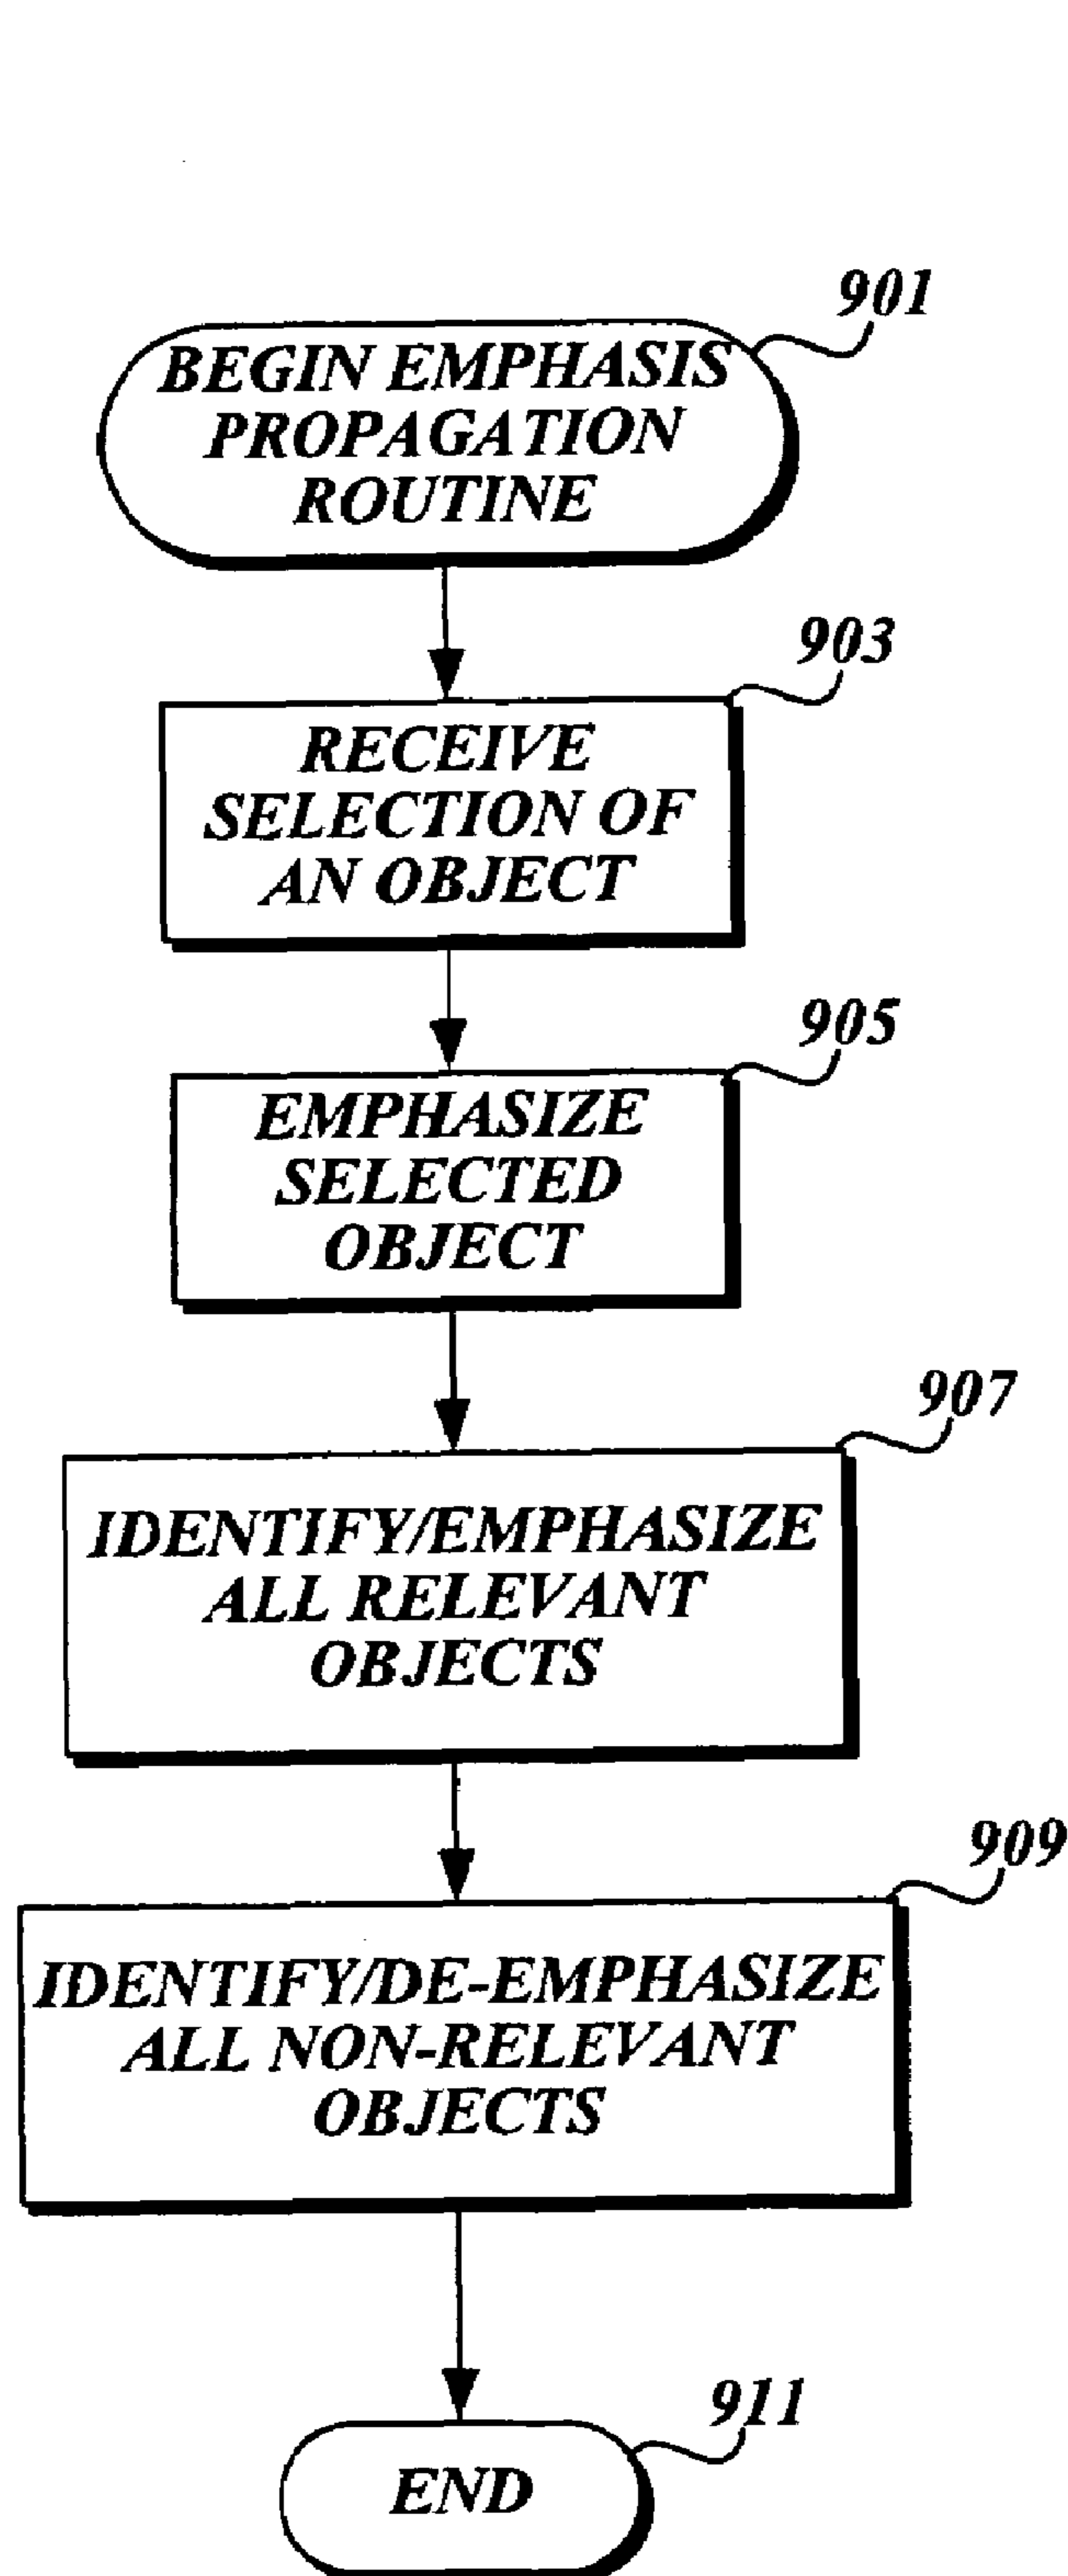 901
BEGIN EMPHASIS
PROPAGATION
ROUTINE
903
RECEIVE
SELECTION OF
AN OBJECT
905
EMPHASIZE
SELECTED
OBJECT
907
IDENTIFY/EMPHASIZE
ALL RELEVANT
OBJECTS
909
IDENTIFY/DE-EMPHASIZE
ALL NON-RELEVANT
OBJECTS
911
END